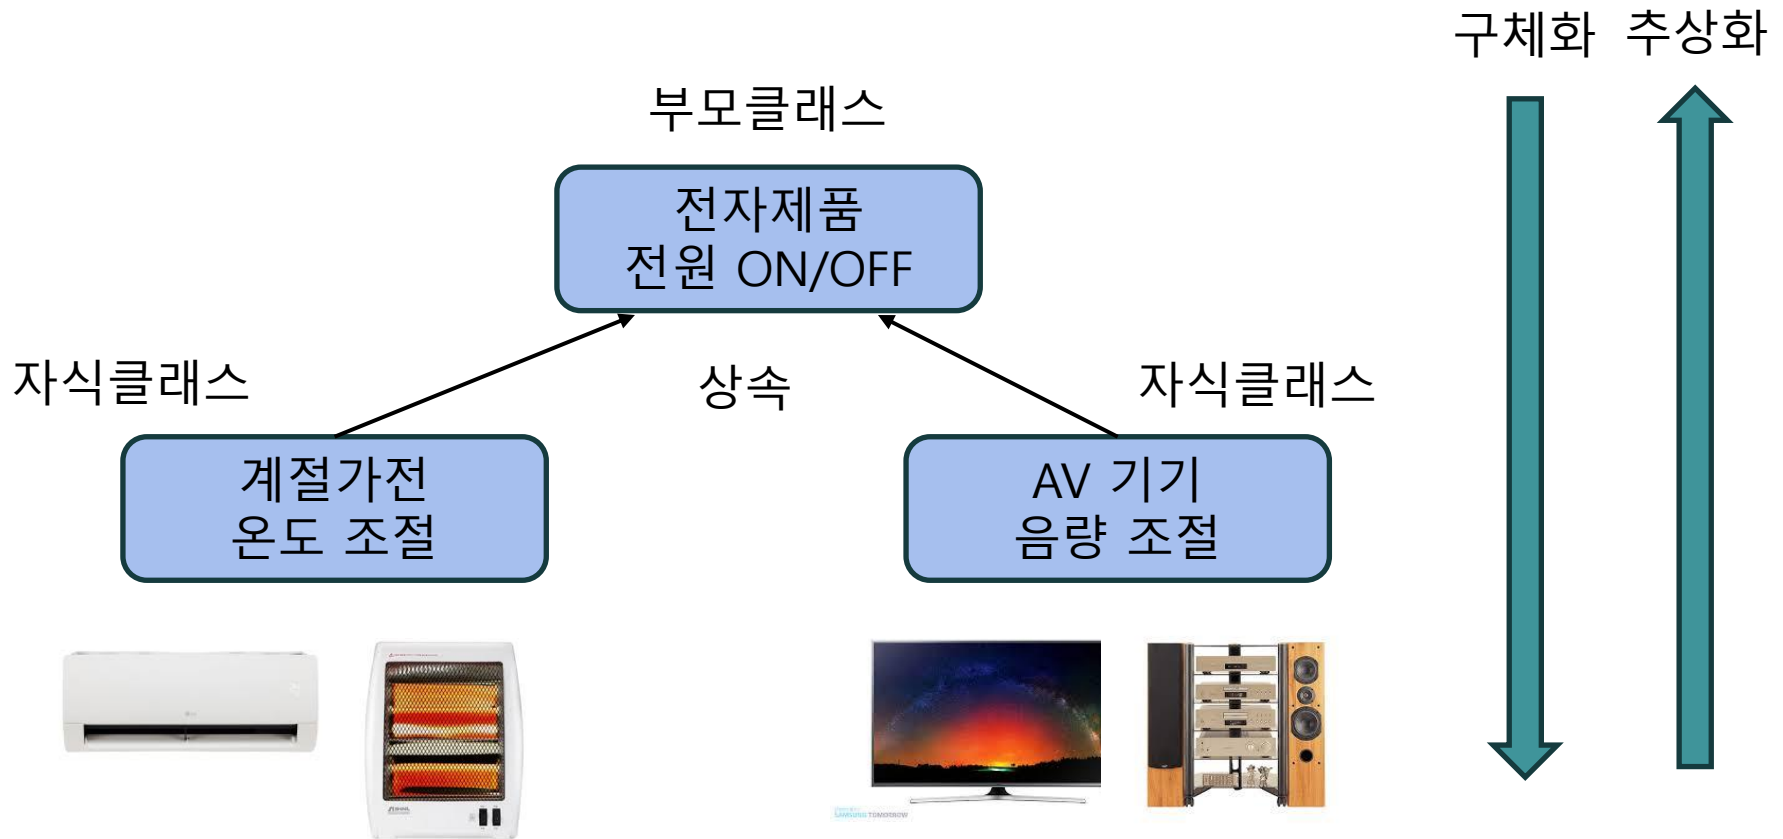 구체화 추상화
부모클래스
전자제품
전원 ON/OFF
자식클래스
상속
자식클래스
계절가전
온도 조절
AV 기기
음량 조절
SAMSUNG TOMORROW